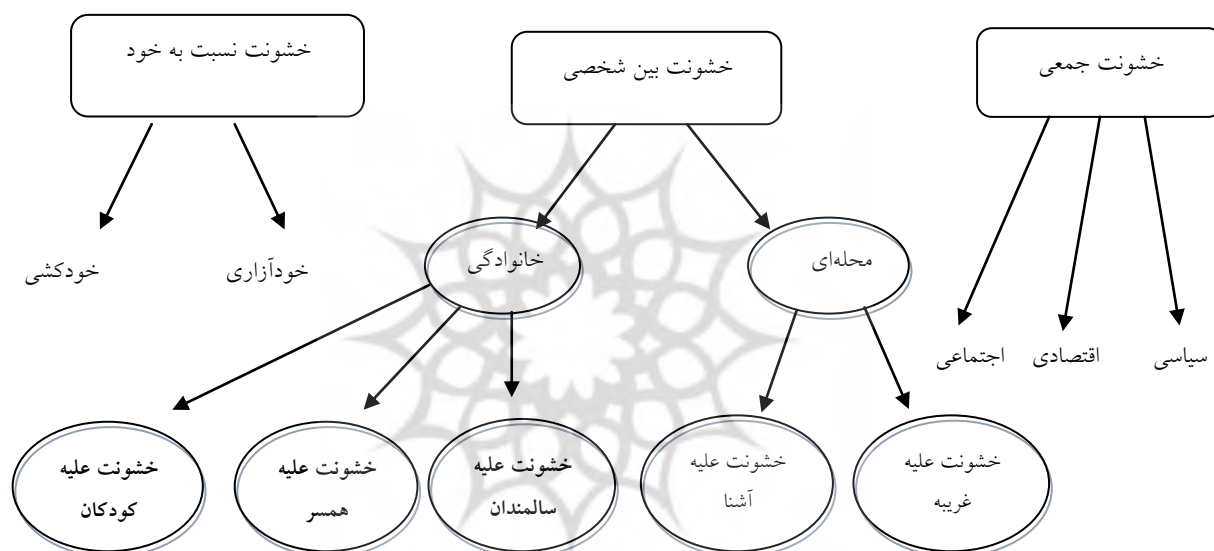 خشونت جمعی
خشونت بین شخصی
خشونت نسبت به خود
محله‌ای
خانوادگی
خودآزاری
خودکشی
سیاسی
اقتصادی
اجتماعی
خشونت علیه
غریبه
خشونت علیه
آشنا
خشونت علیه
سالمندان
خشونت علیه
همسر
خشونت علیه
کودکان